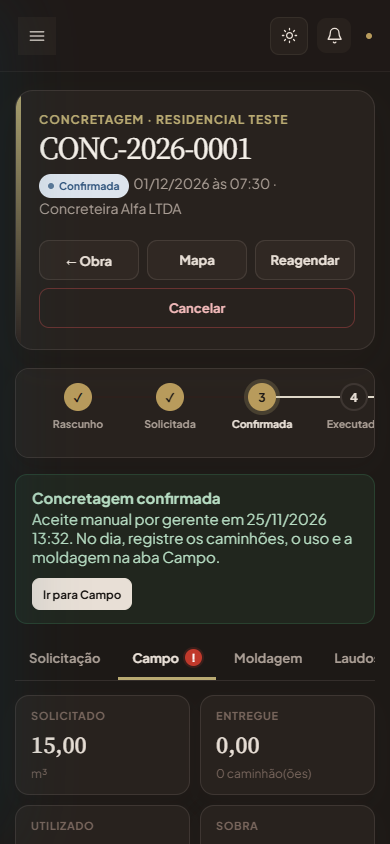 CONCRETAGEM · RESIDENCIAL TESTE
CONC-2026-0001
Confirmada 01/12/2026 às 07:30 ·
Concreteira Alfa LTDA
← Obra Mapa Reagendar
Cancelar
✓ ✓ 3 4
Rascunho Solicitada Confirmada Executad
Concretagem confirmada
Aceite manual por gerente em 25/11/2026
13:32. No dia, registre os caminhões, o uso e a
moldagem na aba Campo.
Ir para Campo
Solicitação Campo ! Moldagem Laudos
SOLICITADO ENTREGUE
15,00 0,00
m³ 0 caminhão(ões)
UTILIZADO SOBRA